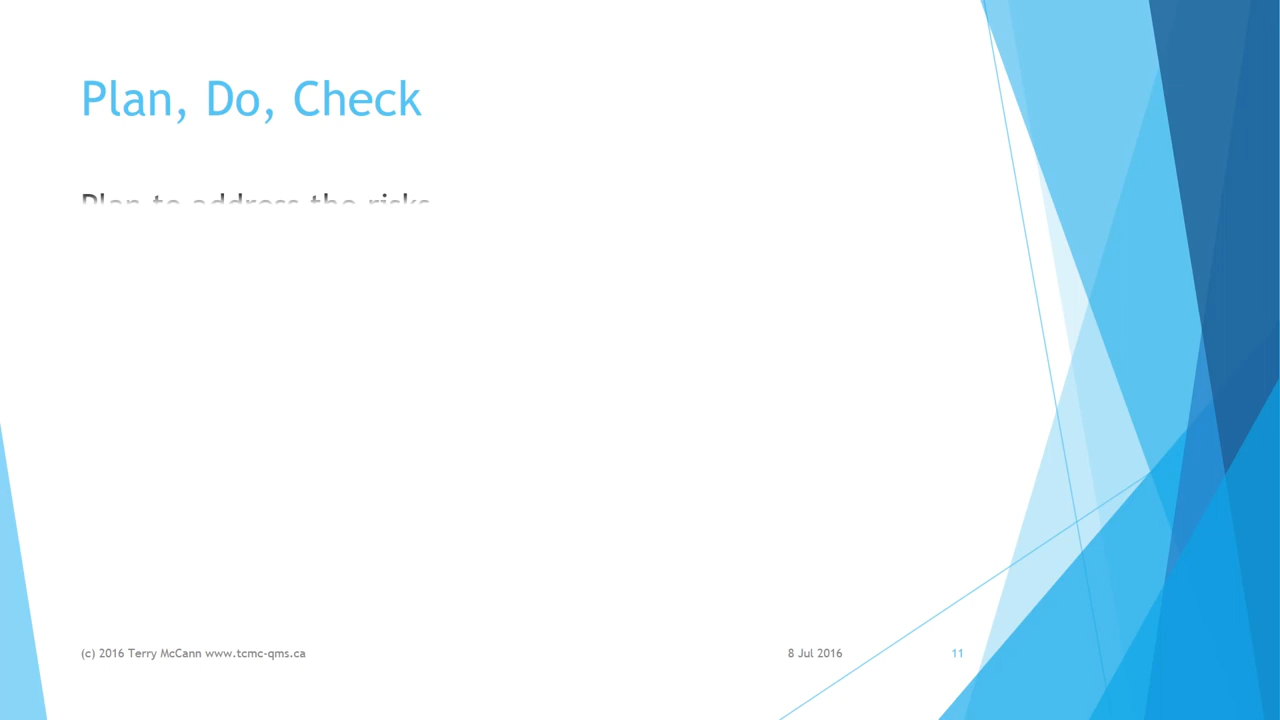 Plan, Do, Check
Plan to address the risks
(c) 2016 Terry McCann www.tcmc-qms.ca
8 Jul 2016
11